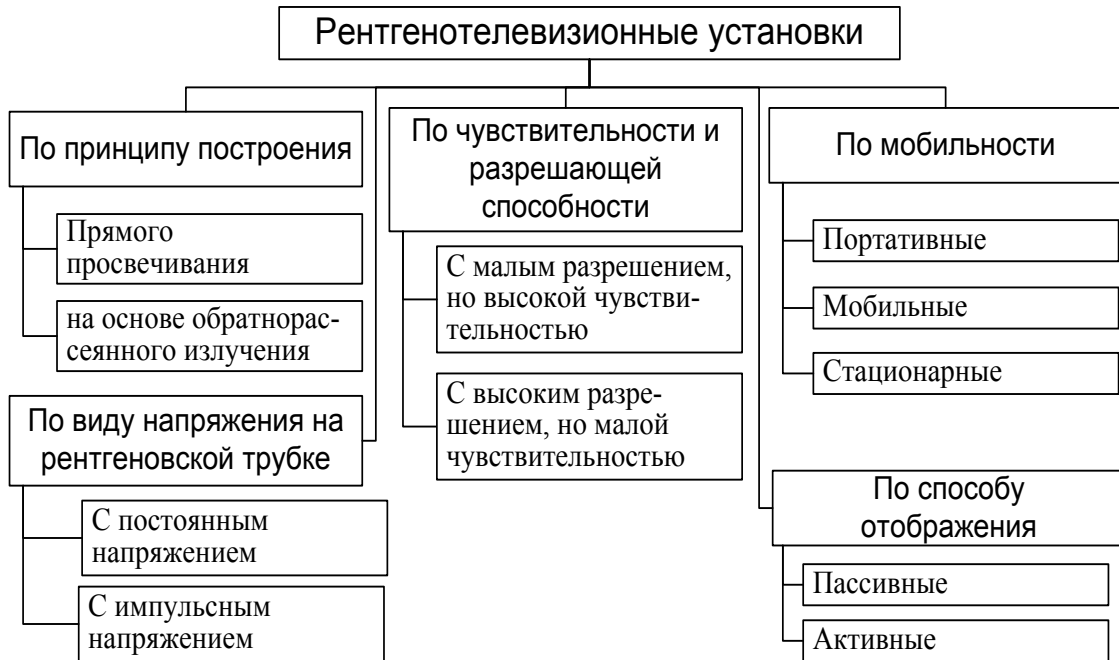 Рентгенотелевизионные установки
По принципу построения
Прямого
просвечивания
на основе обратнорас-
сеянного излучения
По виду напряжения на
рентгеновской трубке
С постоянным
напряжением
С импульсным
напряжением
По чувствительности и
разрешающей
способности
С малым разрешением,
но высокой чувстви-
тельностью
С высоким разре-
шением, но малой
чувствительностью
По мобильности
Портативные
Мобильные
Стационарные
По способу
отображения
Пассивные
Активные